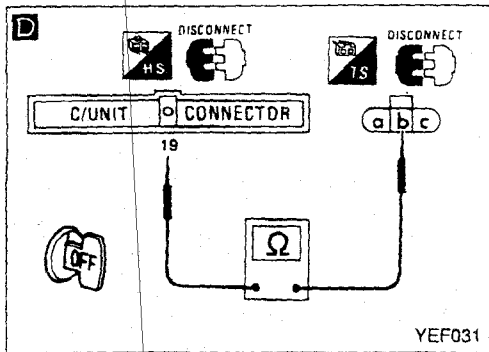 D
DISCONNECT
DISCONNECT
HS
TS
C/UNIT O CONNECTOR
a b c
19
OFF
Ω
YEF031